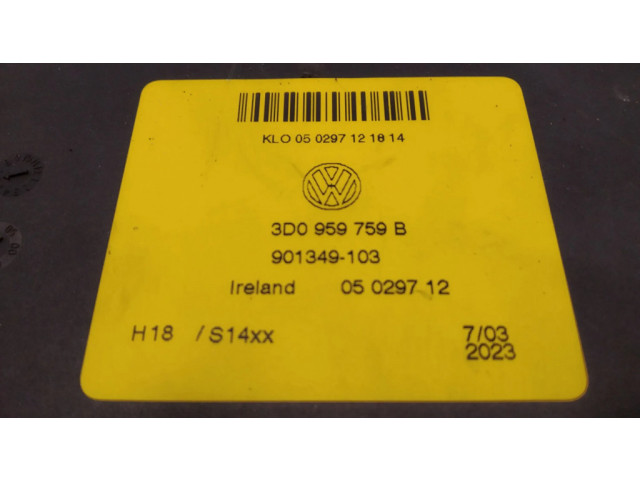 KLO 05 0297 12 18 14
3D0 959 759 B
901349-103
Ireland 05 0297 12
H18 /S14xx 7/03
2023